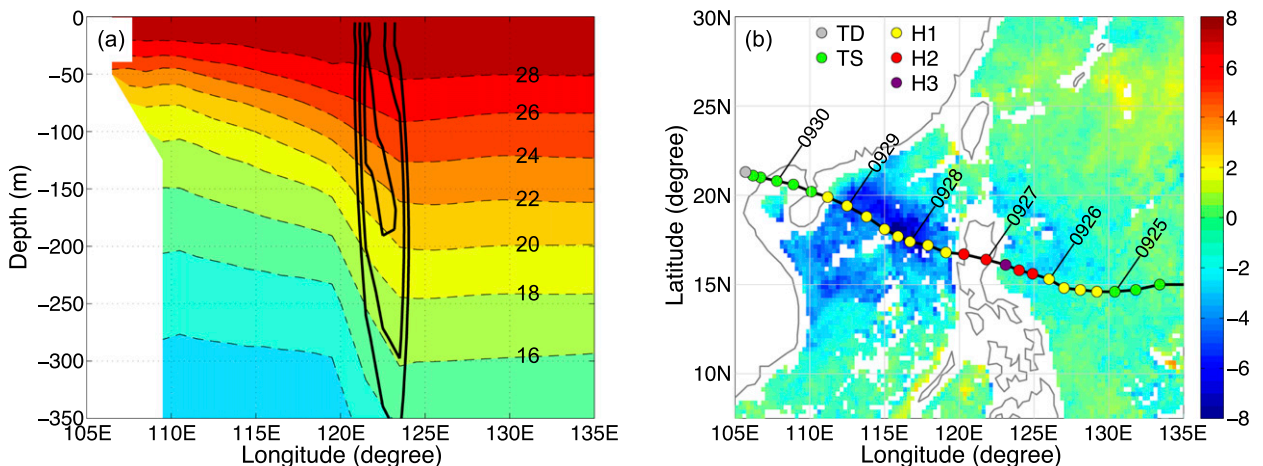 (a)
0
−50
−100
−150
−200
−250
−300
−350
Depth (m)
28
26
24
22
20
18
16
105E 110E 115E 120E 125E 130E 135E
Longitude (degree)
(b)
TD H1
TS H2
H3
30N
25N
20N
15N
10N
Latitude (degree)
0930
0929
0928
0927
0926
0925
105E 110E 115E 120E 125E 130E 135E
Longitude (degree)
8
6
4
2
0
−2
−4
−6
−8